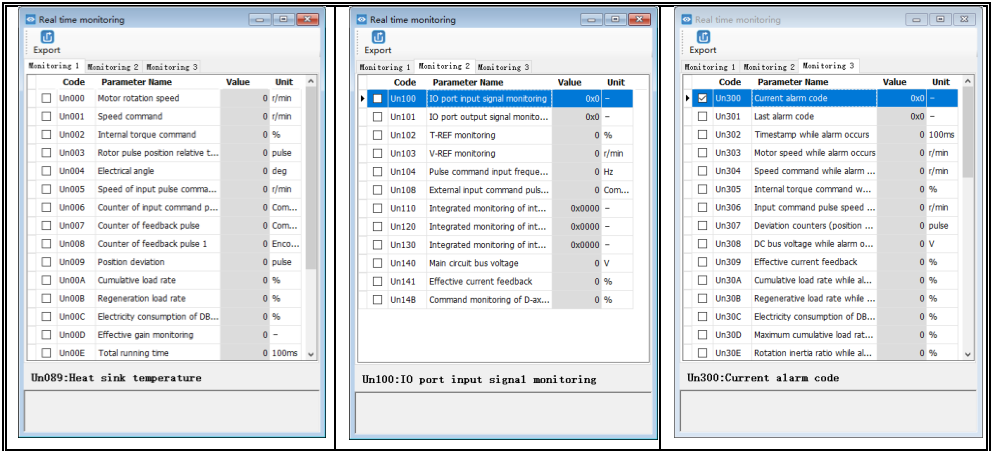 Real time monitoring
Export
Monitoring 1 Monitoring 2 Monitoring 3
Code Parameter Name Value Unit
Un000 Motor rotation speed 0 r/min
Un001 Speed command 0 r/min
Un002 Internal torque command 0 %
Un003 Rotor pulse position relative t... 0 pulse
Un004 Electrical angle 0 deg
Un005 Speed of input pulse comma... 0 r/min
Un006 Counter of input command p... 0 Com...
Un007 Counter of feedback pulse 0 Com...
Un008 Counter of feedback pulse 1 0 Enco...
Un009 Position deviation 0 pulse
Un00A Cumulative load rate 0 %
Un00B Regeneration load rate 0 %
Un00C Electricity consumption of DB... 0 %
Un00D Effective gain monitoring 0 –
Un00E Total running time 0 100ms
Un089:Heat sink temperature
Real time monitoring
Export
Monitoring 1 Monitoring 2 Monitoring 3
Code Parameter Name Value Unit
Un100 IO port input signal monitoring 0x0 –
Un101 IO port output signal monito... 0x0 –
Un102 T-REF monitoring 0 %
Un103 V-REF monitoring 0 r/min
Un104 Pulse command input freque... 0 Hz
Un108 External input command puls... 0 Com...
Un110 Integrated monitoring of int... 0x0000 –
Un120 Integrated monitoring of int... 0x0000 –
Un130 Integrated monitoring of int... 0x0000 –
Un140 Main circuit bus voltage 0 V
Un141 Effective current feedback 0 %
Un14B Command monitoring of D-ax... 0 %
Un100:IO port input signal monitoring
Real time monitoring
Export
Monitoring 1 Monitoring 2 Monitoring 3
Code Parameter Name Value Unit
Un300 Current alarm code 0x0 –
Un301 Last alarm code 0x0 –
Un302 Timestamp while alarm occurs 0 100ms
Un303 Motor speed while alarm occurs 0 r/min
Un304 Speed command while alarm ... 0 r/min
Un305 Internal torque command w... 0 %
Un306 Input command pulse speed ... 0 r/min
Un307 Deviation counters (position ... 0 pulse
Un308 DC bus voltage while alarm o... 0 V
Un309 Effective current feedback 0 %
Un30A Cumulative load rate while al... 0 %
Un30B Regenerative load rate while ... 0 %
Un30C Electricity consumption of DB... 0 %
Un30D Maximum cumulative load rat... 0 %
Un30E Rotation inertia ratio while al... 0 %
Un300:Current alarm code